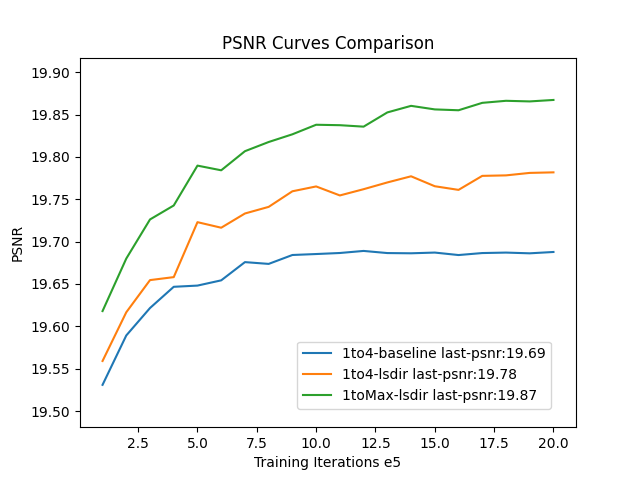 PSNR Curves Comparison
PSNR
19.90
19.85
19.80
19.75
19.70
19.65
19.60
19.55
19.50
1to4-baseline last-psnr:19.69
1to4-lsdir last-psnr:19.78
1toMax-lsdir last-psnr:19.87
2.5 5.0 7.5 10.0 12.5 15.0 17.5 20.0
Training Iterations e5